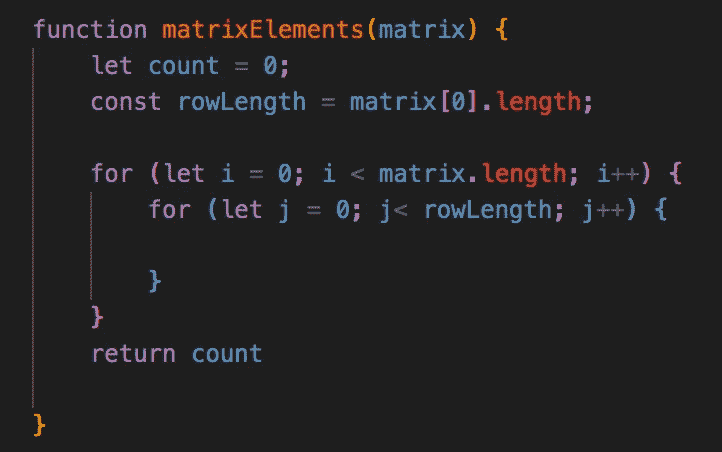 function matrixElements(matrix) {
    let count = 0;
    const rowLength = matrix[0].length;
    for (let i = 0; i < matrix.length; i++) {
        for (let j = 0; j< rowLength; j++) {
        }
    }
    return count
}